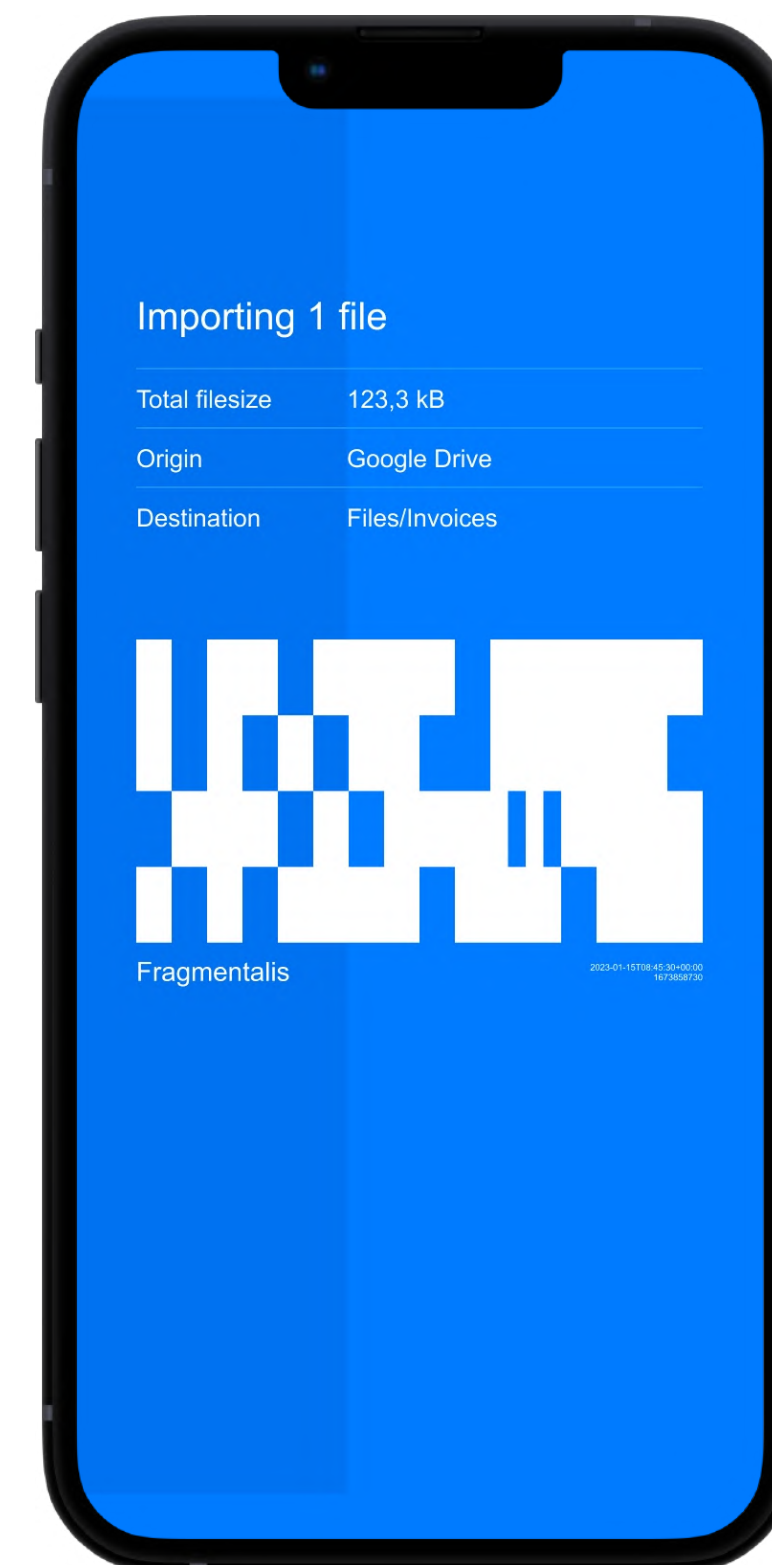 Importing 1 file
Total filesize 123,3 kB
Origin Google Drive
Destination Files/Invoices
Fragmentalis
2023-01-15T08:45:30+00:00
1673858730